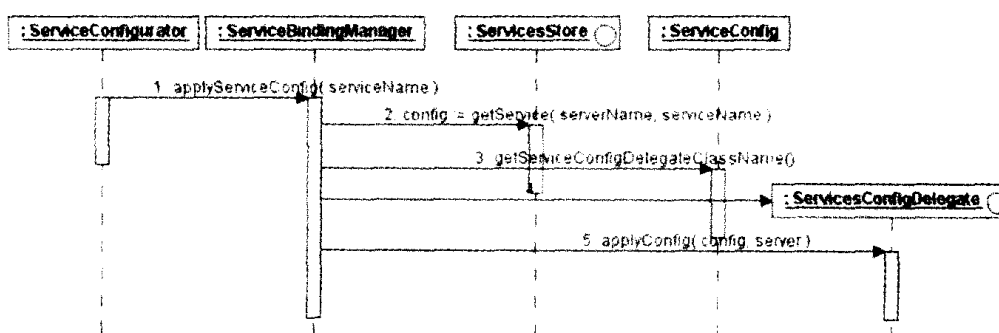 : ServiceConfigurator
: ServiceBindingManager
: ServicesStore
: ServiceConfig
1. applyServiceConfig( serviceName )
2. config := getService( serverName, serviceName )
3. getServiceConfigDelegateClassName()
: ServicesConfigDelegate
5. applyConfig( config, server )